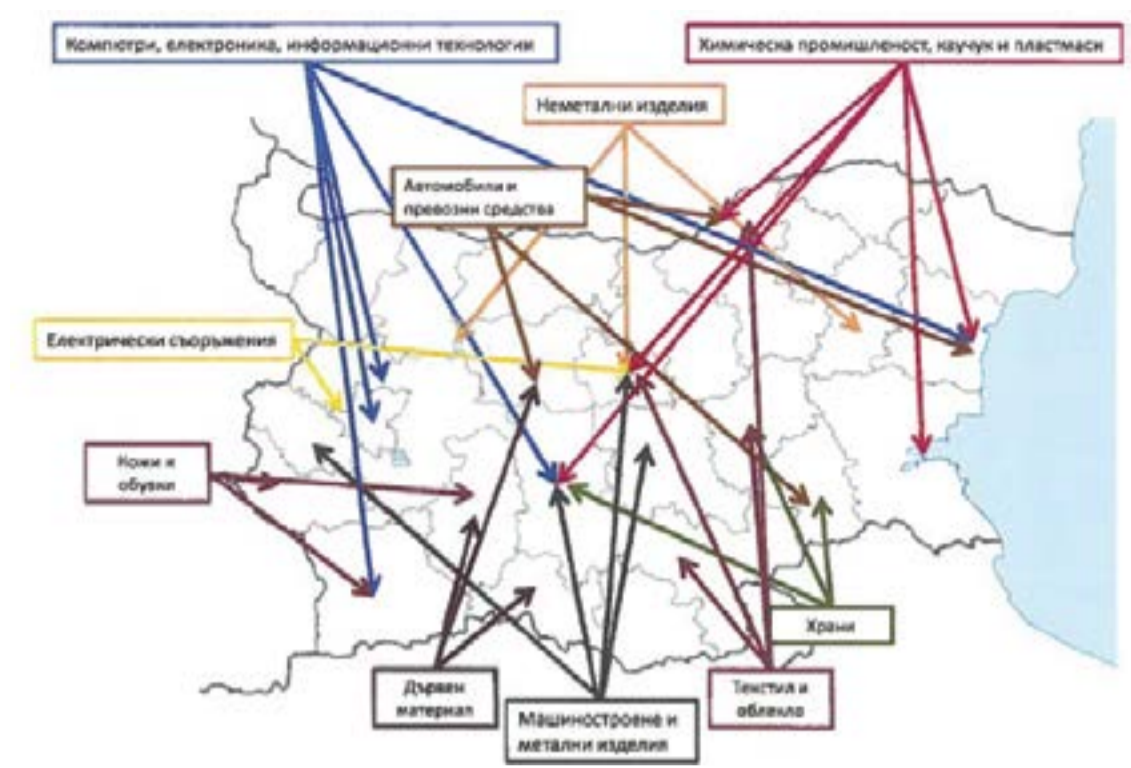 Компютри, електроника, информационни технологии
Химическа промишленост, каучук и пластмаси
Неметални изделия
Автомобили и
превозни средства
Електрически съоръжения
Кожи и
обувки
Храни
Дървен
материал
Машиностроене и
метални изделия
Текстил и
облекло